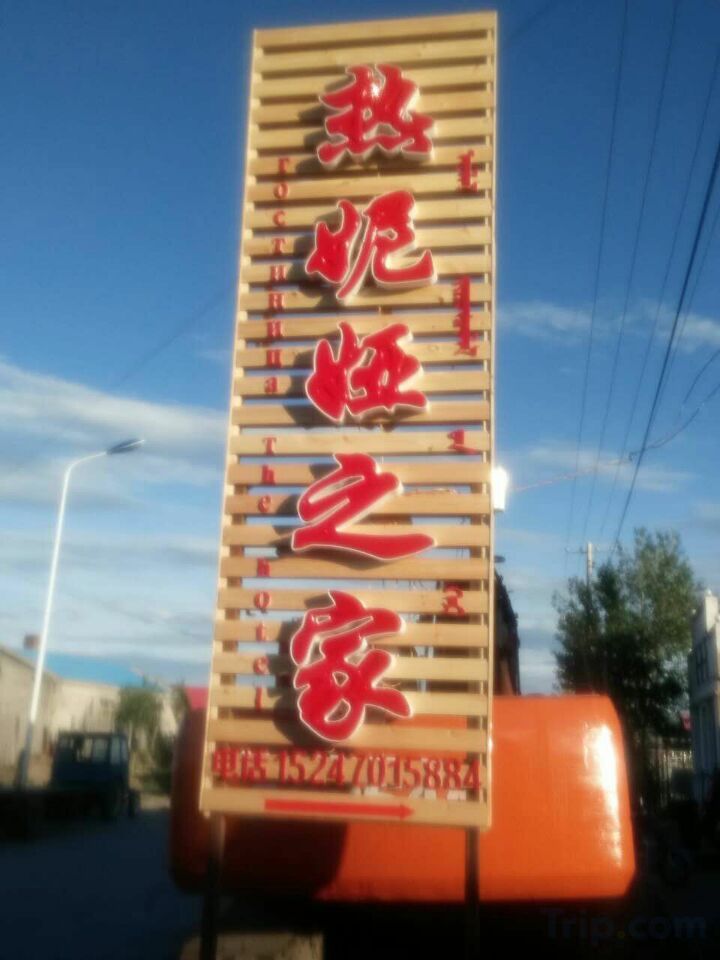 热妮娅之家
гостиница the hotel
电话15247015884
Trip.com